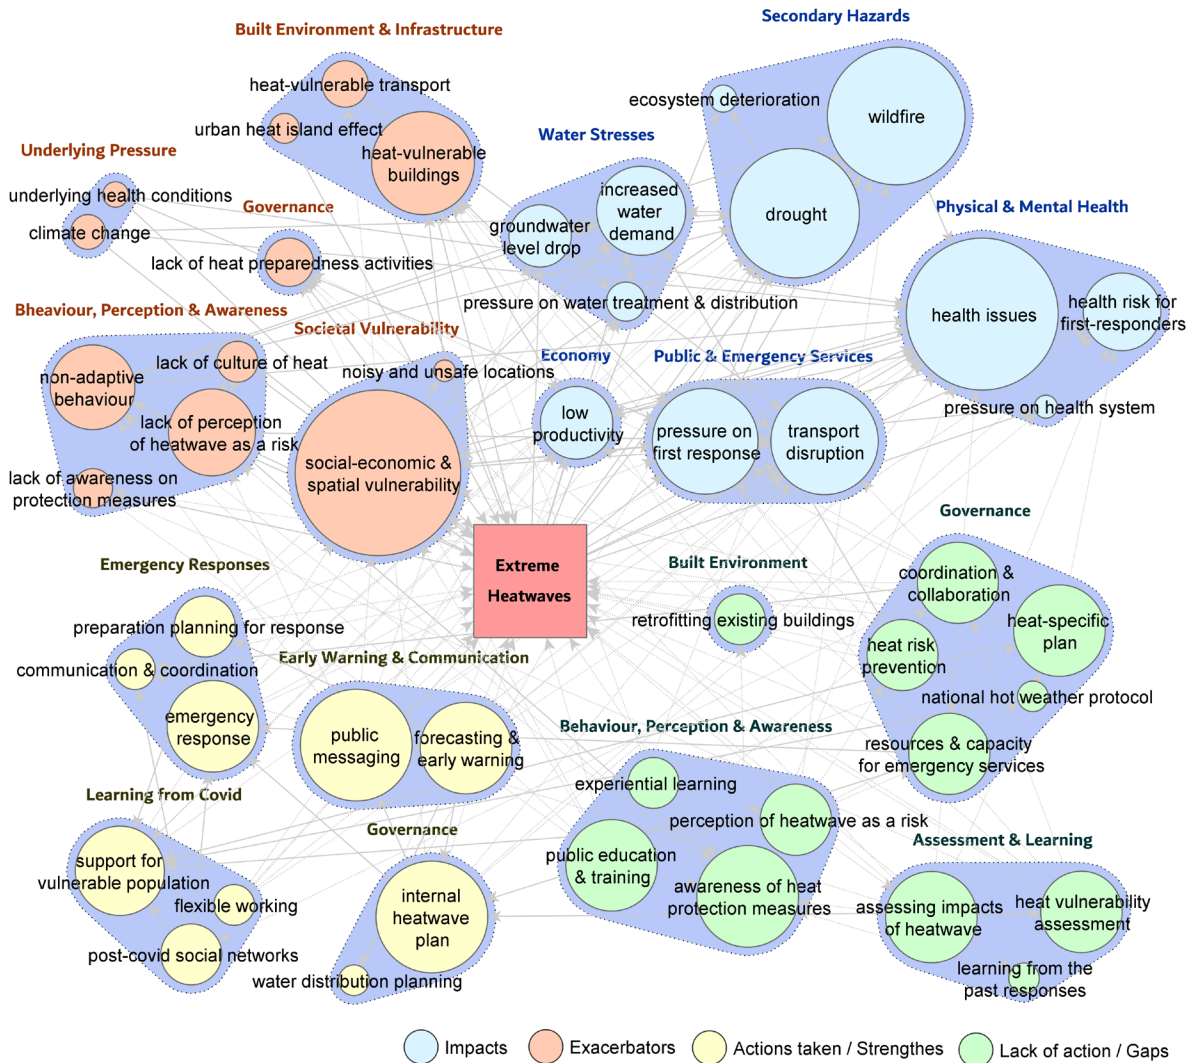 Secondary Hazards
Built Environment & Infrastructure
heat-vulnerable transport
ecosystem deterioration
wildfire
urban heat island effect
Water Stresses
heat-vulnerable
buildings
Underlying Pressure
underlying health conditions
increased
water
demand
Governance
Physical & Mental Health
drought
groundwater
level drop
climate change
lack of heat preparedness activities
pressure on water treatment & distribution
health issues
health risk for
first-responders
Bheaviour, Perception & Awareness
Societal Vulnerability
Economy
Public & Emergency Services
lack of culture of heat
noisy and unsafe locations
non-adaptive
behaviour
pressure on health system
low
productivity
lack of perception
of heatwave as a risk
pressure on
first response
transport
disruption
social-economic &
spatial vulnerability
lack of awareness on
protection measures
Governance
Emergency Responses
Extreme
Heatwaves
Built Environment
coordination &
collaboration
preparation planning for response
retrofitting existing buildings
heat-specific
plan
heat risk
prevention
Early Warning & Communication
communication & coordination
national hot weather protocol
emergency
response
public
messaging
forecasting &
early warning
Behaviour, Perception & Awareness
resources & capacity
for emergency services
experiential learning
Learning from Covid
Governance
perception of heatwave as a risk
Assessment & Learning
support for
vulnerable population
public education
& training
flexible working
internal
heatwave
plan
awareness of heat
protection measures
assessing impacts
of heatwave
heat vulnerability
assessment
post-covid social networks
water distribution planning
learning from the
past responses
Impacts
Exacerbators
Actions taken / Strengthes
Lack of action / Gaps